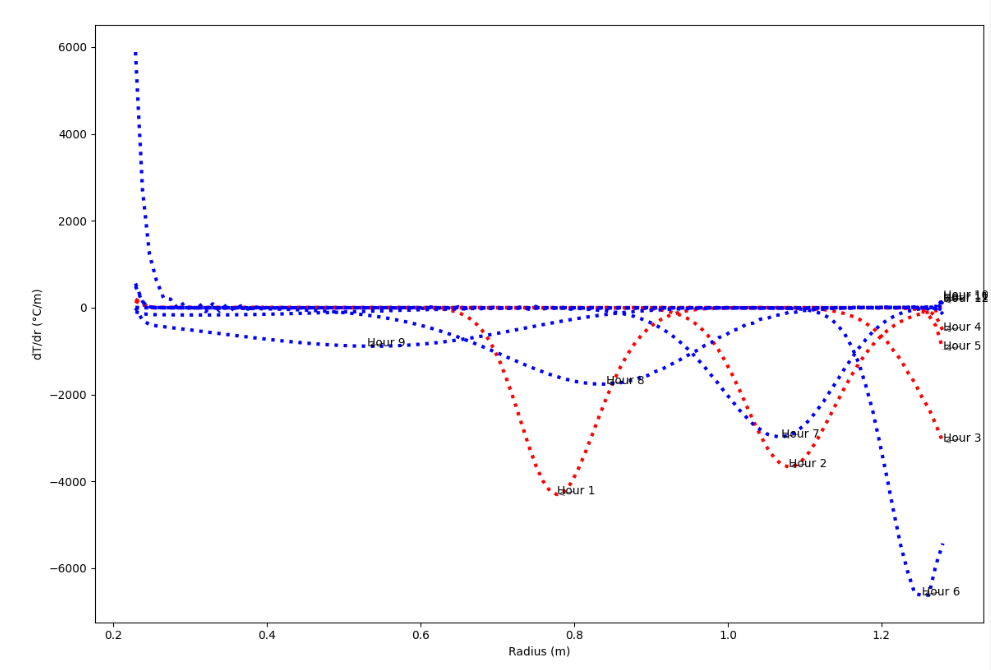 6000
4000
2000
0
−2000
−4000
−6000
dT/dr (°C/m)
Hour 4
Hour 5
Hour 9
Hour 8
Hour 7
Hour 3
Hour 2
Hour 1
Hour 6
0.2
0.4
0.6
0.8
1.0
1.2
Radius (m)